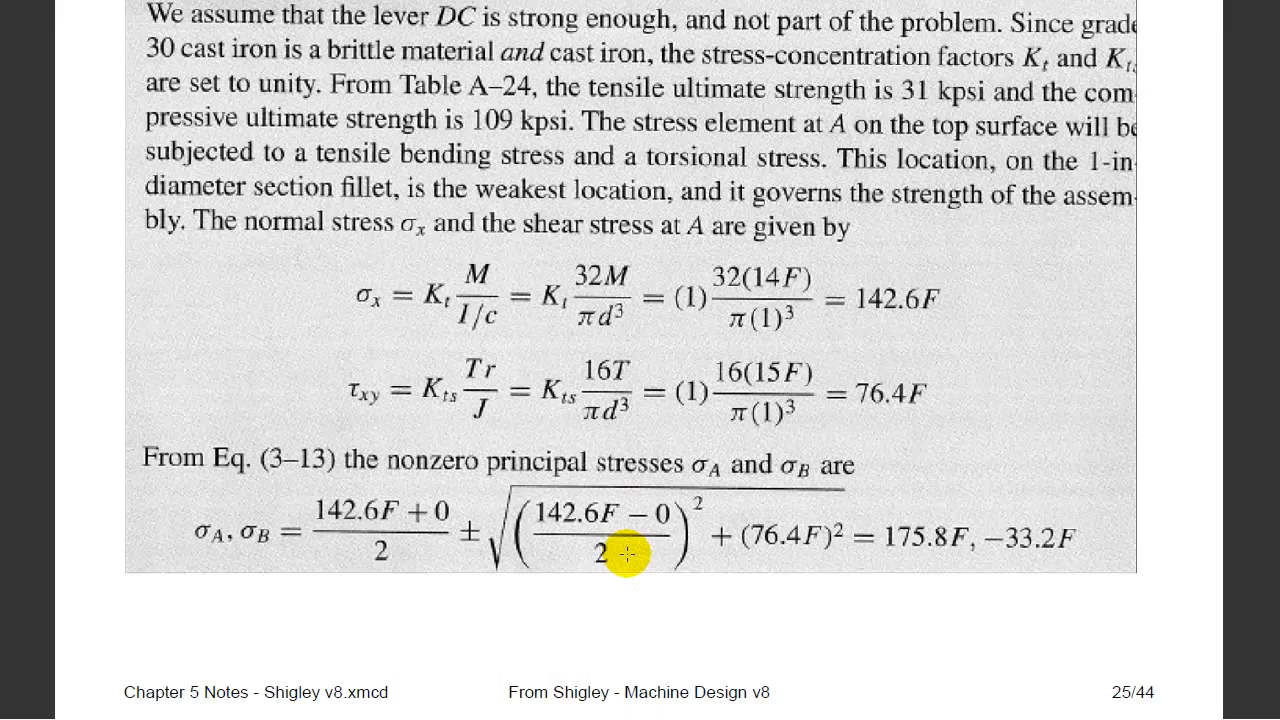 We assume that the lever DC is strong enough, and not part of the problem. Since grade
30 cast iron is a brittle material and cast iron, the stress-concentration factors Kt and Kts
are set to unity. From Table A–24, the tensile ultimate strength is 31 kpsi and the com-
pressive ultimate strength is 109 kpsi. The stress element at A on the top surface will be
subjected to a tensile bending stress and a torsional stress. This location, on the 1-in-
diameter section fillet, is the weakest location, and it governs the strength of the assem-
bly. The normal stress σx and the shear stress at A are given by
σx = Kt M/(I/c) = Kt 32M/(πd³) = (1) 32(14F)/(π(1)³) = 142.6F
τxy = Kts Tr/J = Kts 16T/(πd³) = (1) 16(15F)/(π(1)³) = 76.4F
From Eq. (3–13) the nonzero principal stresses σA and σB are
σA, σB = (142.6F + 0)/2 ± √(((142.6F − 0)/2)² + (76.4F)²) = 175.8F, −33.2F
Chapter 5 Notes - Shigley v8.xmcd From Shigley - Machine Design v8 25/44